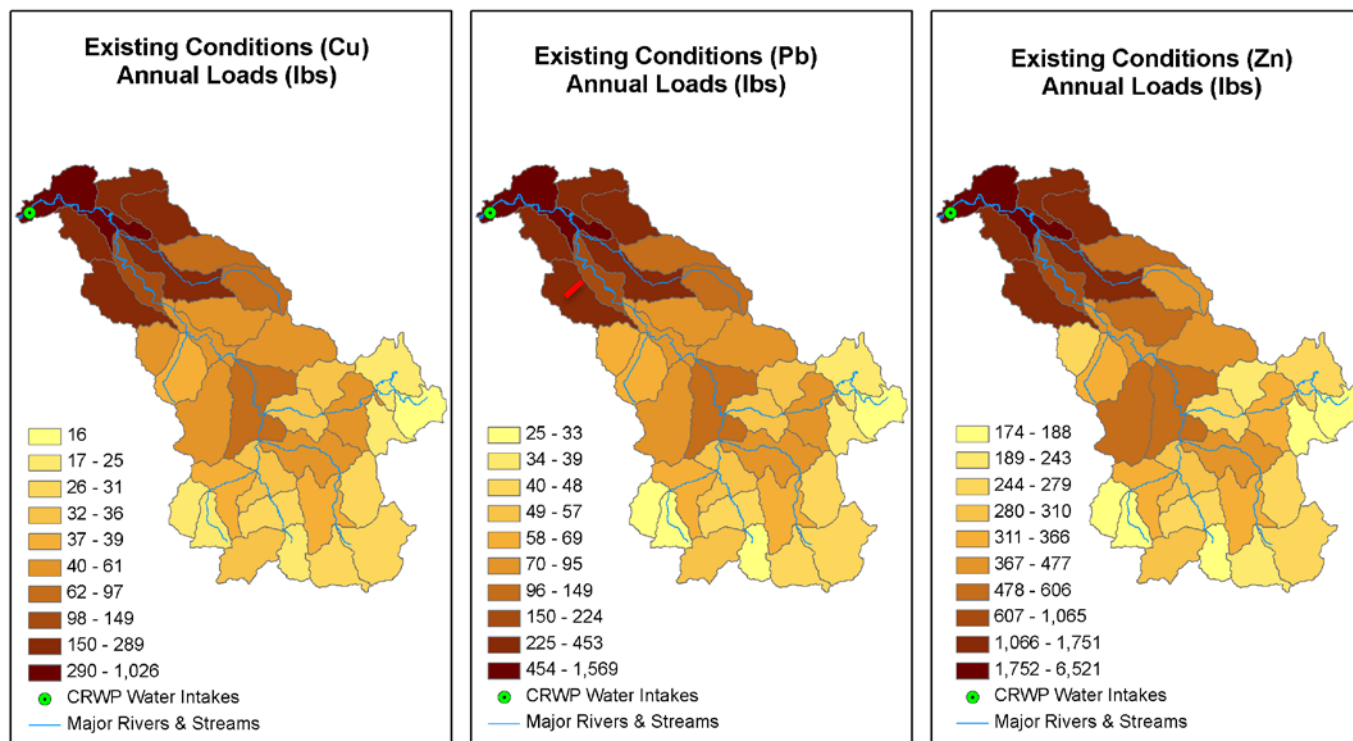 Existing Conditions (Cu)
Annual Loads (lbs)
16
17 - 25
26 - 31
32 - 36
37 - 39
40 - 61
62 - 97
98 - 149
150 - 289
290 - 1,026
CRWP Water Intakes
Major Rivers & Streams
Existing Conditions (Pb)
Annual Loads (lbs)
25 - 33
34 - 39
40 - 48
49 - 57
58 - 69
70 - 95
96 - 149
150 - 224
225 - 453
454 - 1,569
CRWP Water Intakes
Major Rivers & Streams
Existing Conditions (Zn)
Annual Loads (lbs)
174 - 188
189 - 243
244 - 279
280 - 310
311 - 366
367 - 477
478 - 606
607 - 1,065
1,066 - 1,751
1,752 - 6,521
CRWP Water Intakes
Major Rivers & Streams